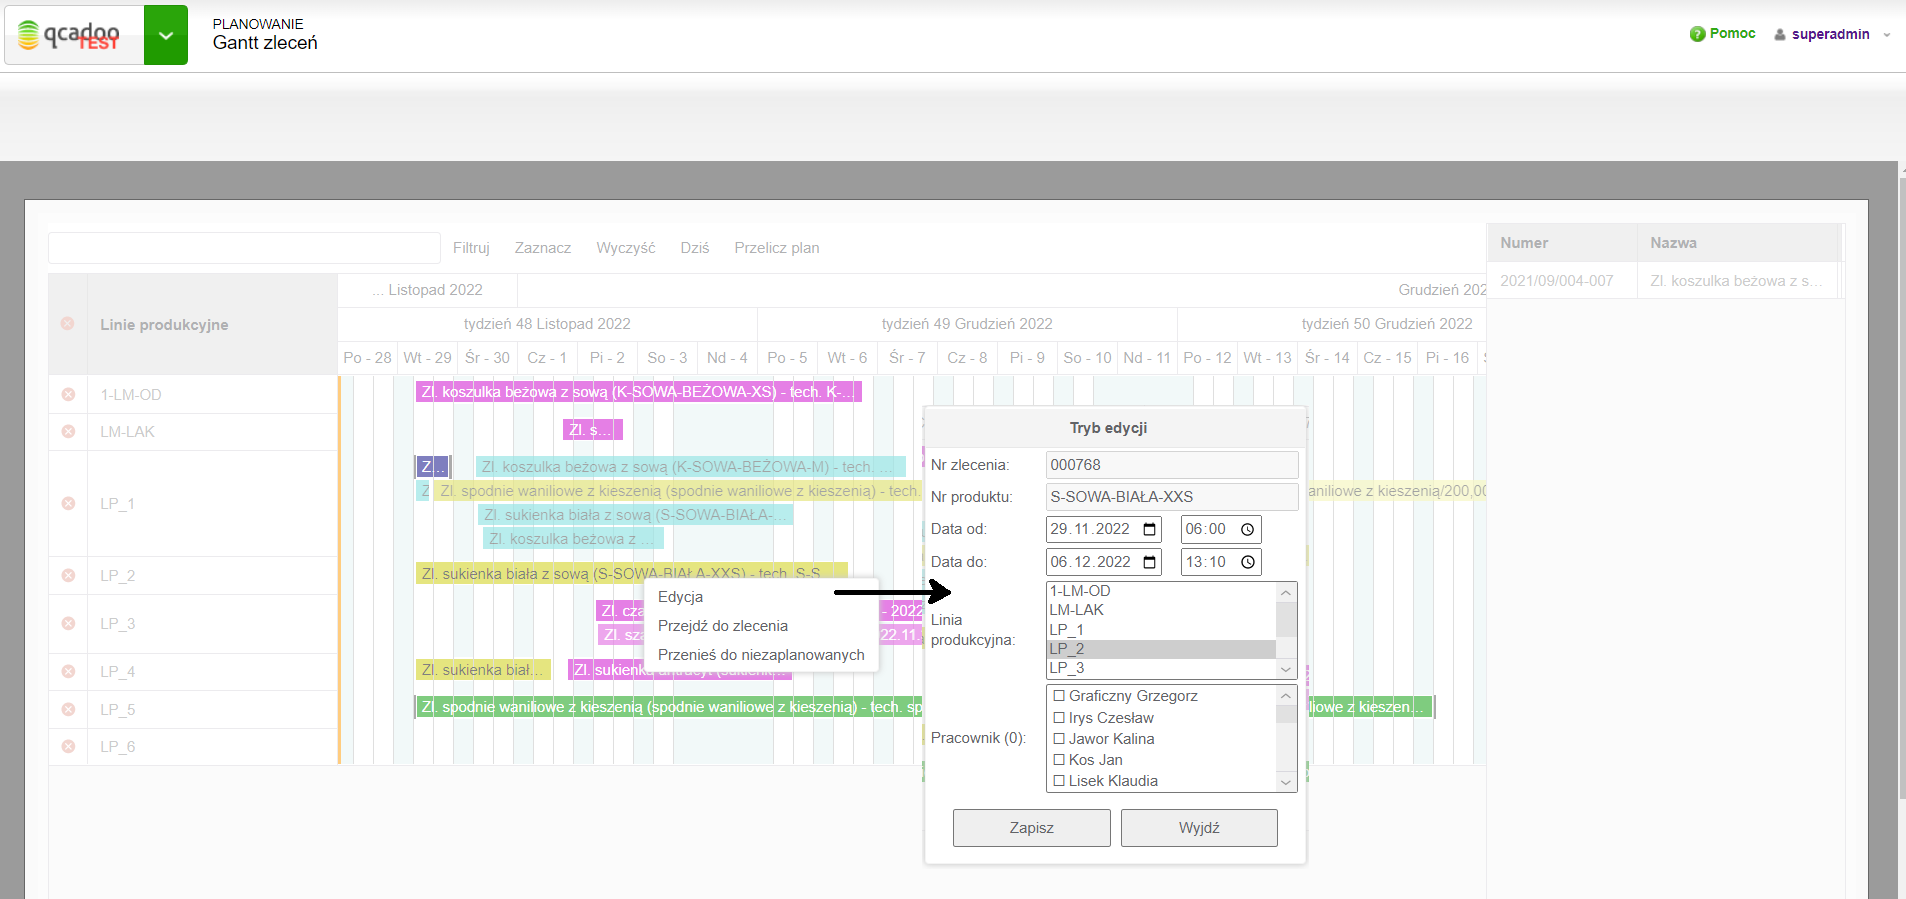 qcadoo
TEST
PLANOWANIE
Gantt zleceń
Pomoc
superadmin
Filtruj Zaznacz Wyczyść Dziś Przelicz plan
Numer Nazwa
2021/09/004-007 Zl. koszulka beżowa z s...
Linie produkcyjne
... Listopad 2022 Grudzień 202
tydzień 48 Listopad 2022 tydzień 49 Grudzień 2022 tydzień 50 Grudzień 2022
Po - 28 Wt - 29 Śr - 30 Cz - 1 Pi - 2 So - 3 Nd - 4 Po - 5 Wt - 6 Śr - 7 Cz - 8 Pi - 9 So - 10 Nd - 11 Po - 12 Wt - 13 Śr - 14 Cz - 15 Pi - 16
1-LM-OD
Zl. koszulka beżowa z sową (K-SOWA-BEŻOWA-XS) - tech. K-...
LM-LAK
Zl. s...
LP_1
Z...
Zl. koszulka beżowa z sową (K-SOWA-BEŻOWA-M) - tech. ...
Z
Zl. spodnie waniliowe z kieszenią (spodnie waniliowe z kieszenią) - tech.
aniliowe z kieszenią/200,00
Zl. sukienka biała z sową (S-SOWA-BIAŁA-...
Zl. koszulka beżowa z ...
LP_2
Zl. sukienka biała z sową (S-SOWA-BIAŁA-XXS) - tech. S-S
LP_3
Zl. cza
- 2022
Zl. sza
22.11.
LP_4
Zl. sukienka biał...
Zl. sukienka antracyt (sukienk...
LP_5
Zl. spodnie waniliowe z kieszenią (spodnie waniliowe z kieszenią) - tech. sp
liowe z kieszen...
LP_6
Edycja
Przejdź do zlecenia
Przenieś do niezaplanowanych
Tryb edycji
Nr zlecenia: 000768
Nr produktu: S-SOWA-BIAŁA-XXS
Data od: 29.11.2022 06:00
Data do: 06.12.2022 13:10
Linia
produkcyjna:
1-LM-OD
LM-LAK
LP_1
LP_2
LP_3
Pracownik (0):
Graficzny Grzegorz
Irys Czesław
Jawor Kalina
Kos Jan
Lisek Klaudia
Zapisz Wyjdź